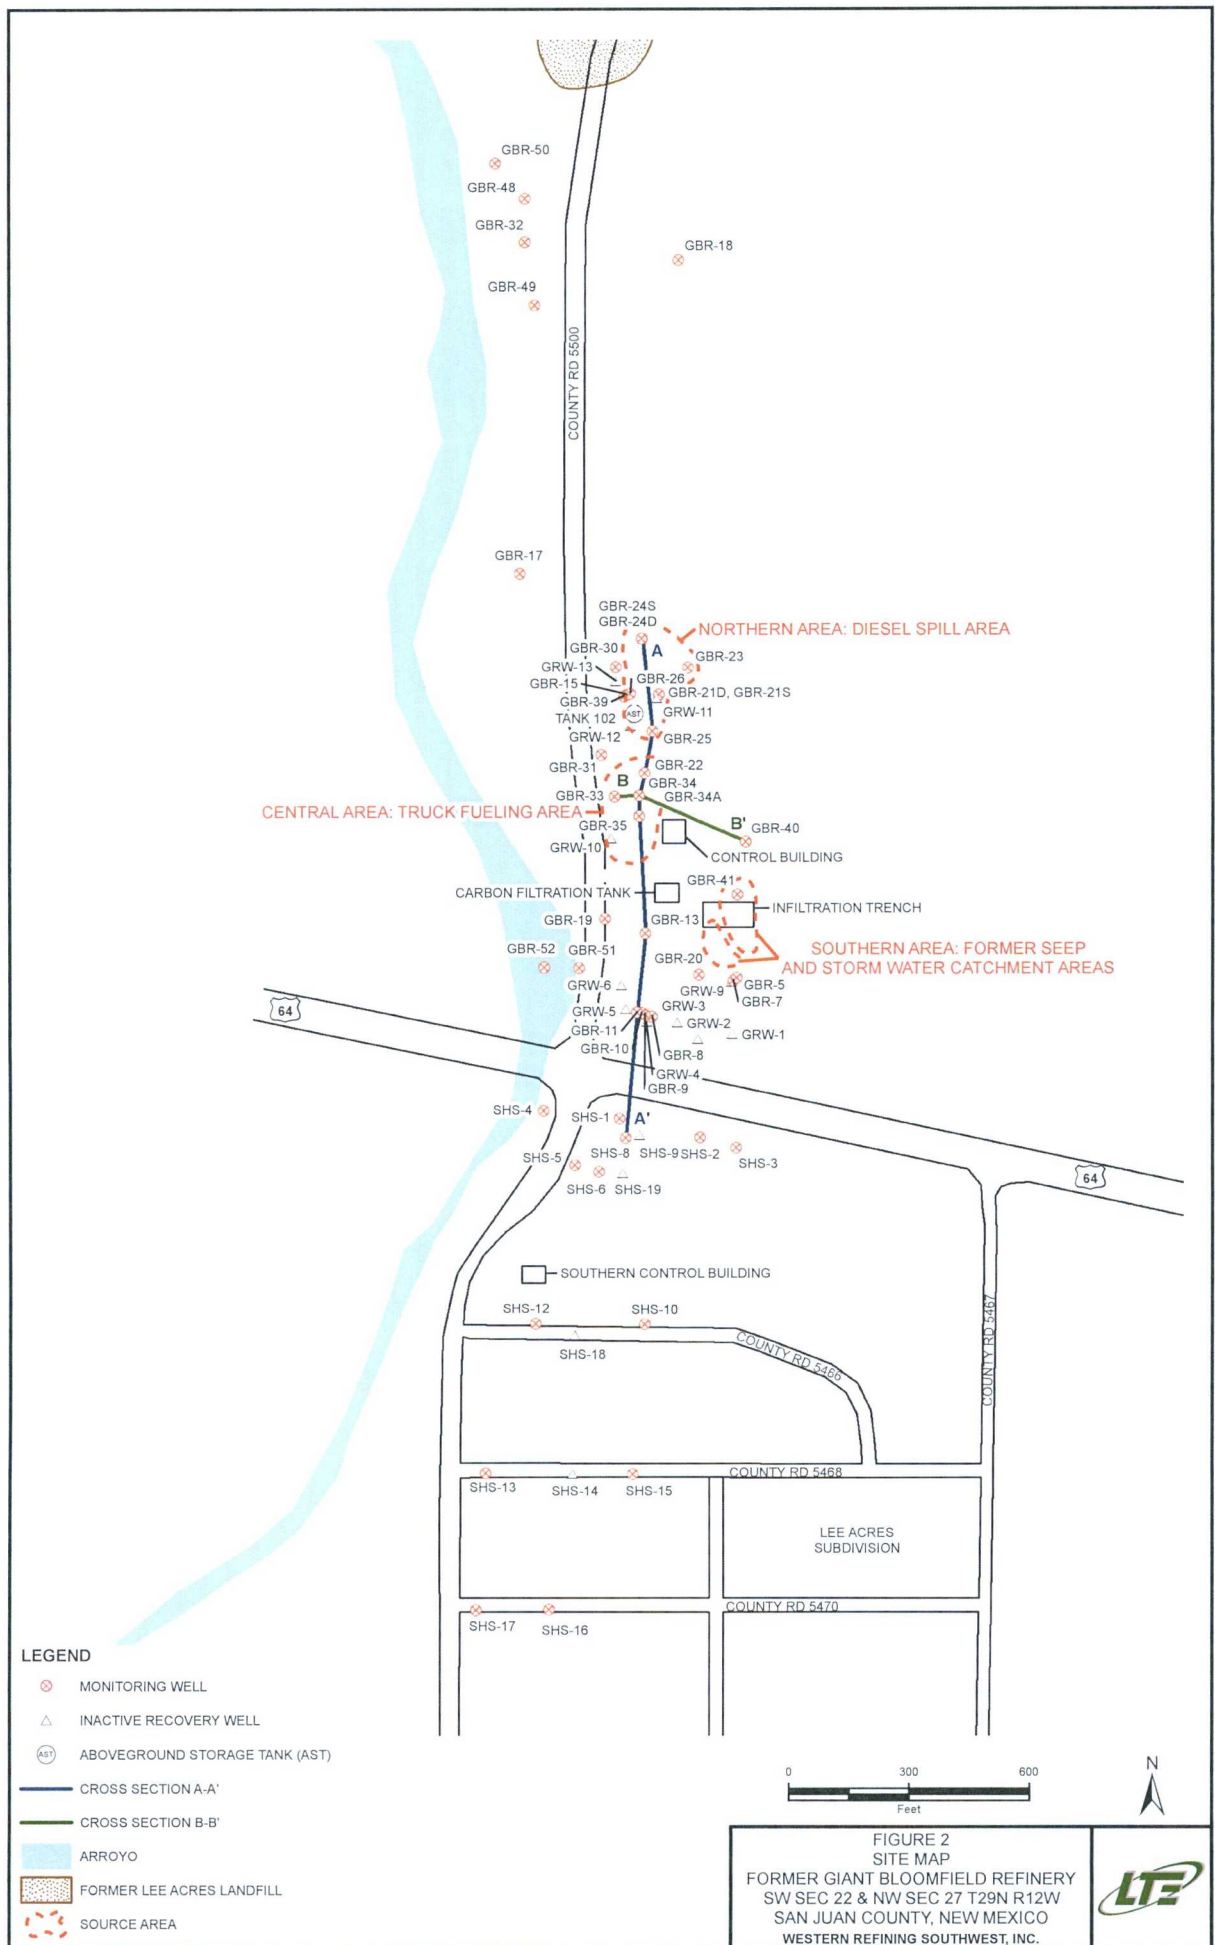 GBR-50
GBR-48
GBR-32
GBR-18
GBR-49
COUNTY RD 5500
GBR-17
GBR-24S
GBR-24D
NORTHERN AREA: DIESEL SPILL AREA
A
GBR-30
GBR-23
GRW-13
GBR-26
GBR-15
GBR-21D, GBR-21S
GBR-39
GRW-11
TANK 102
AST
GBR-25
GRW-12
GBR-31
GBR-22
B
GBR-34
GBR-33
GBR-34A
CENTRAL AREA: TRUCK FUELING AREA
GBR-35
B'
GBR-40
GRW-10
CONTROL BUILDING
GBR-41
CARBON FILTRATION TANK
INFILTRATION TRENCH
GBR-19
GBR-13
SOUTHERN AREA: FORMER SEEP
AND STORM WATER CATCHMENT AREAS
GBR-52
GBR-51
GBR-20
GRW-6
GRW-9
GBR-5
GBR-7
64
GRW-5
GRW-3
GBR-11
GRW-2
GRW-1
GBR-10
GBR-8
GRW-4
GBR-9
SHS-4
SHS-1
A'
SHS-8
SHS-9
SHS-2
SHS-3
SHS-5
SHS-6
SHS-19
64
SOUTHERN CONTROL BUILDING
SHS-12
SHS-10
SHS-18
COUNTY RD 5466
COUNTY RD 5467
COUNTY RD 5468
SHS-13
SHS-14
SHS-15
LEE ACRES
SUBDIVISION
COUNTY RD 5470
SHS-17
SHS-16
LEGEND
MONITORING WELL
INACTIVE RECOVERY WELL
AST
ABOVEGROUND STORAGE TANK (AST)
CROSS SECTION A-A'
CROSS SECTION B-B'
ARROYO
FORMER LEE ACRES LANDFILL
SOURCE AREA
0 300 600
Feet
N
FIGURE 2
SITE MAP
FORMER GIANT BLOOMFIELD REFINERY
SW SEC 22 & NW SEC 27 T29N R12W
SAN JUAN COUNTY, NEW MEXICO
WESTERN REFINING SOUTHWEST, INC.
LTE